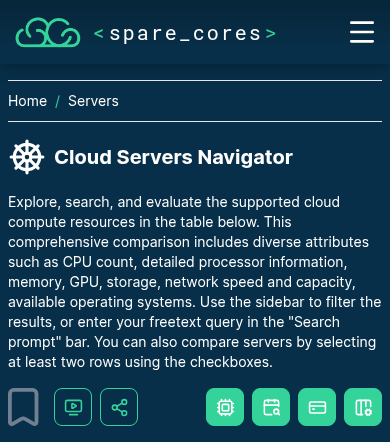 <spare_cores>
Home / Servers
Cloud Servers Navigator
Explore, search, and evaluate the supported cloud
compute resources in the table below. This
comprehensive comparison includes diverse attributes
such as CPU count, detailed processor information,
memory, GPU, storage, network speed and capacity,
available operating systems. Use the sidebar to filter the
results, or enter your freetext query in the "Search
prompt" bar. You can also compare servers by selecting
at least two rows using the checkboxes.